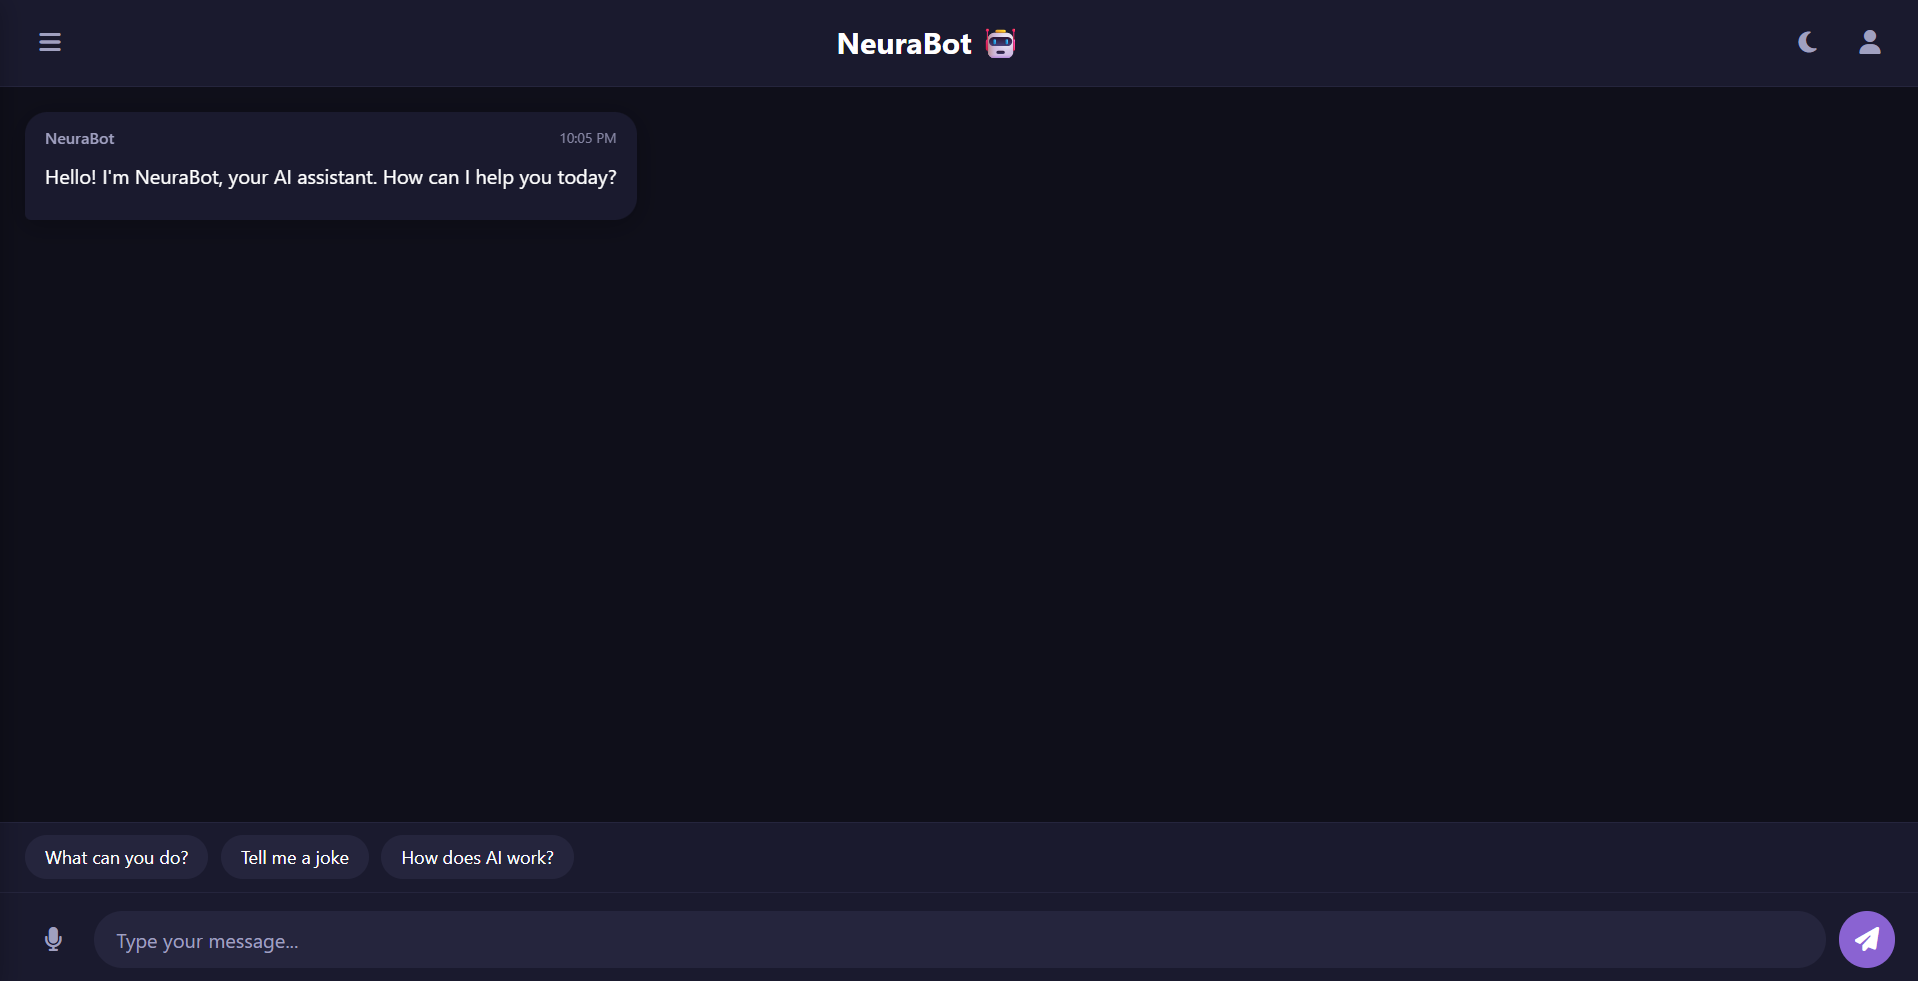 NeuraBot
NeuraBot 10:05 PM
Hello! I'm NeuraBot, your AI assistant. How can I help you today?
What can you do? Tell me a joke How does AI work?
Type your message...